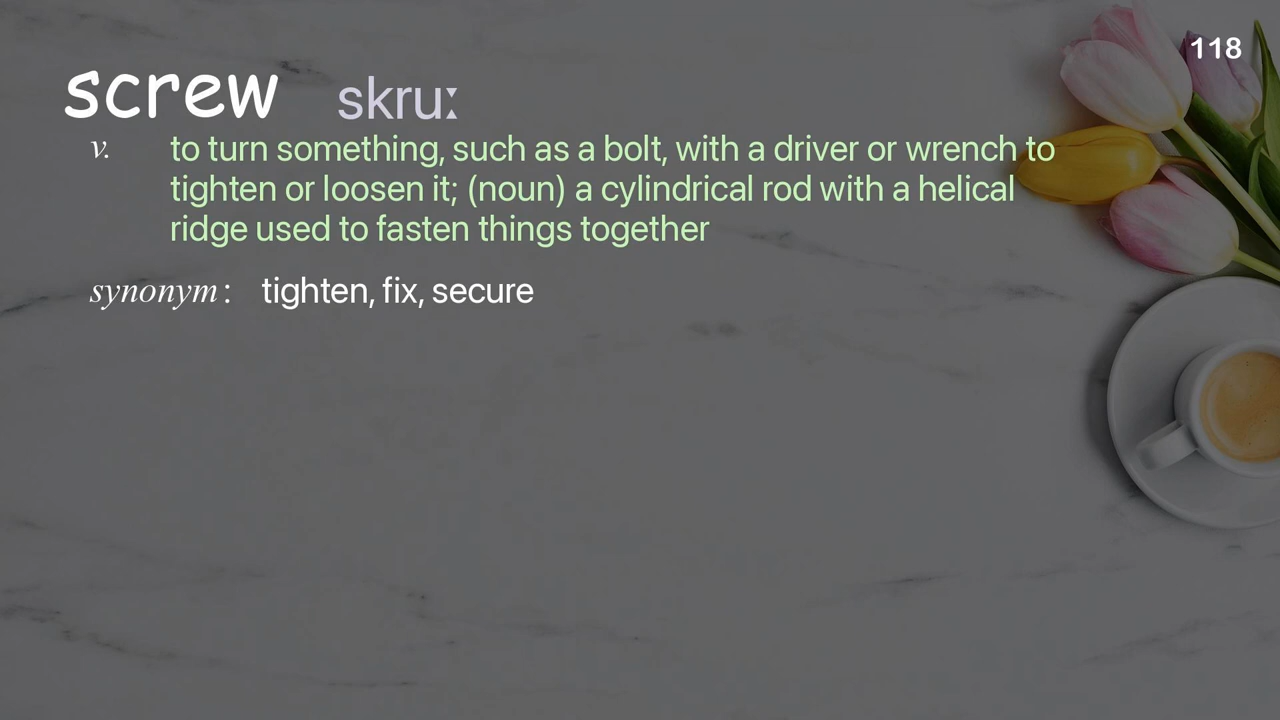 118
screw skruː
v. to turn something, such as a bolt, with a driver or wrench to
tighten or loosen it; (noun) a cylindrical rod with a helical
ridge used to fasten things together
synonym: tighten, fix, secure